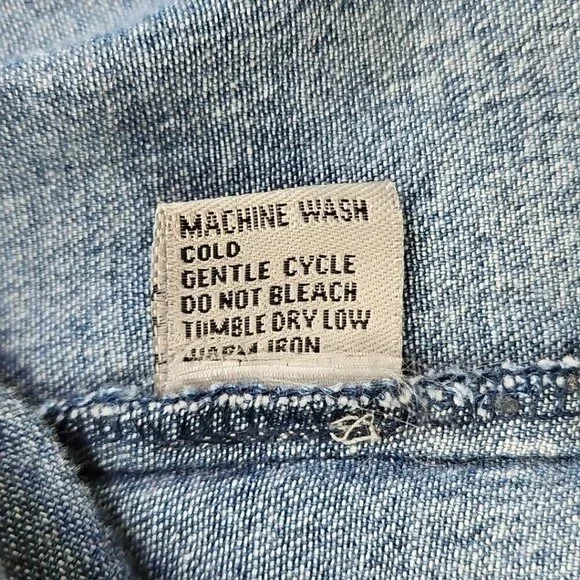 MACHINE WASH
COLD
GENTLE CYCLE
DO NOT BLEACH
TUMBLE DRY LOW
WARM IRON